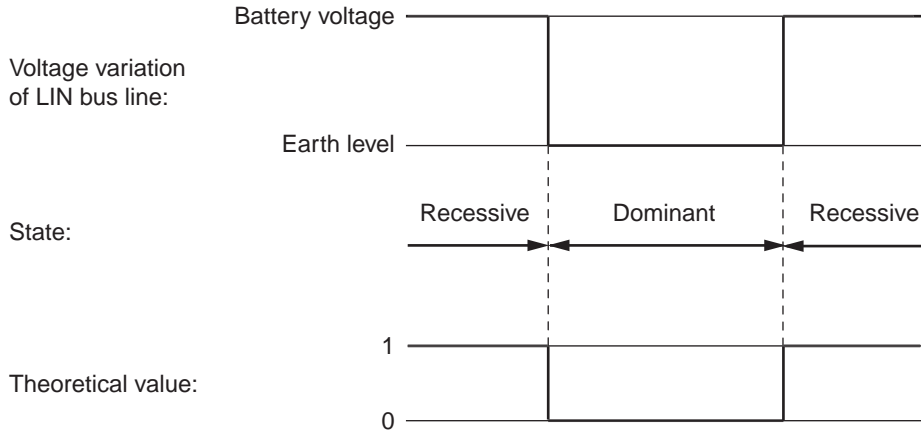 Battery voltage
Voltage variation
of LIN bus line:
Earth level
Recessive Dominant Recessive
State:
1
Theoretical value:
0